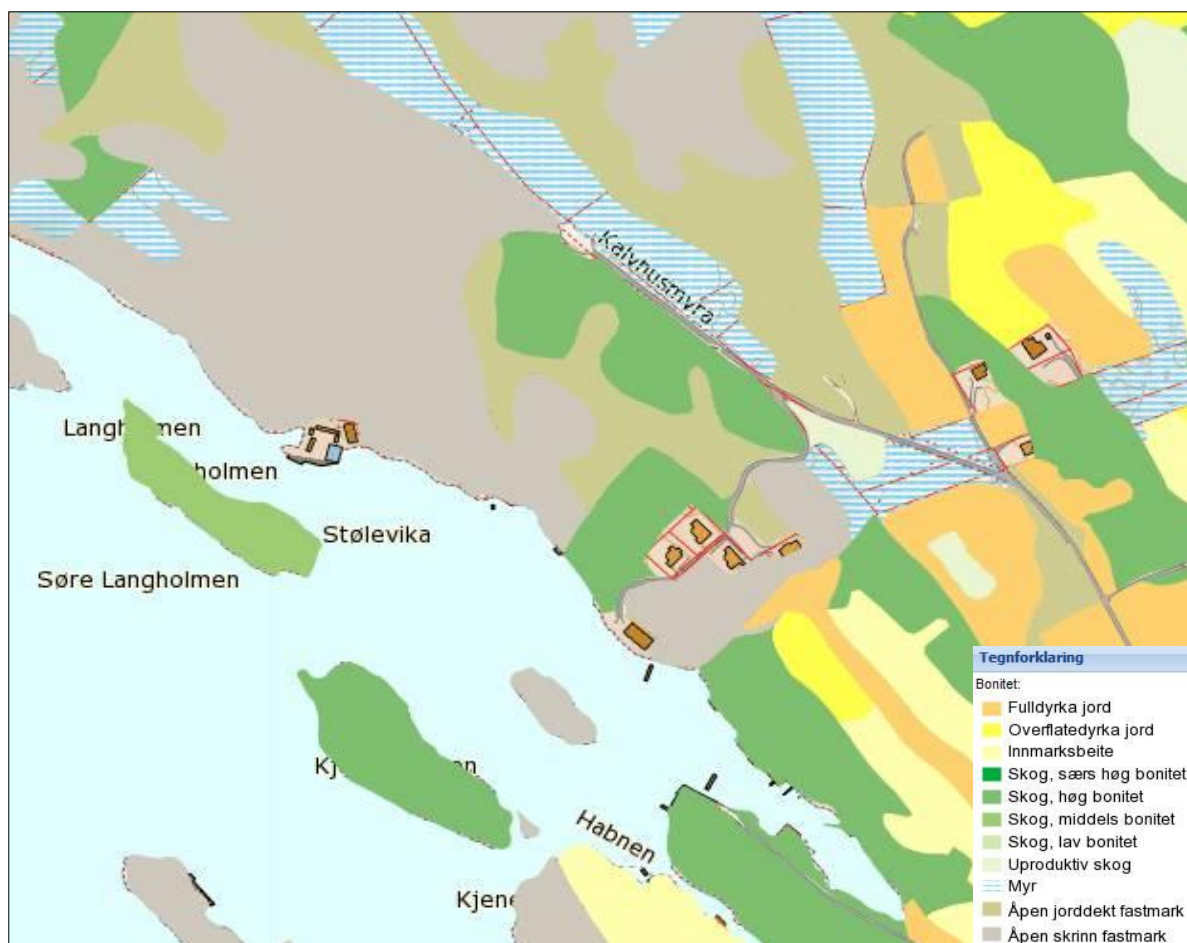 Kalvhusmyra
Langholmen
holmen
Stølevika
Søre Langholmen
Habnen
Tegnforklaring
Bonitet:
Fulldyrka jord
Overflatedyrka jord
Innmarksbeite
Skog, særs høg bonitet
Skog, høg bonitet
Skog, middels bonitet
Skog, lav bonitet
Uproduktiv skog
Myr
Åpen jorddekt fastmark
Åpen skrinn fastmark